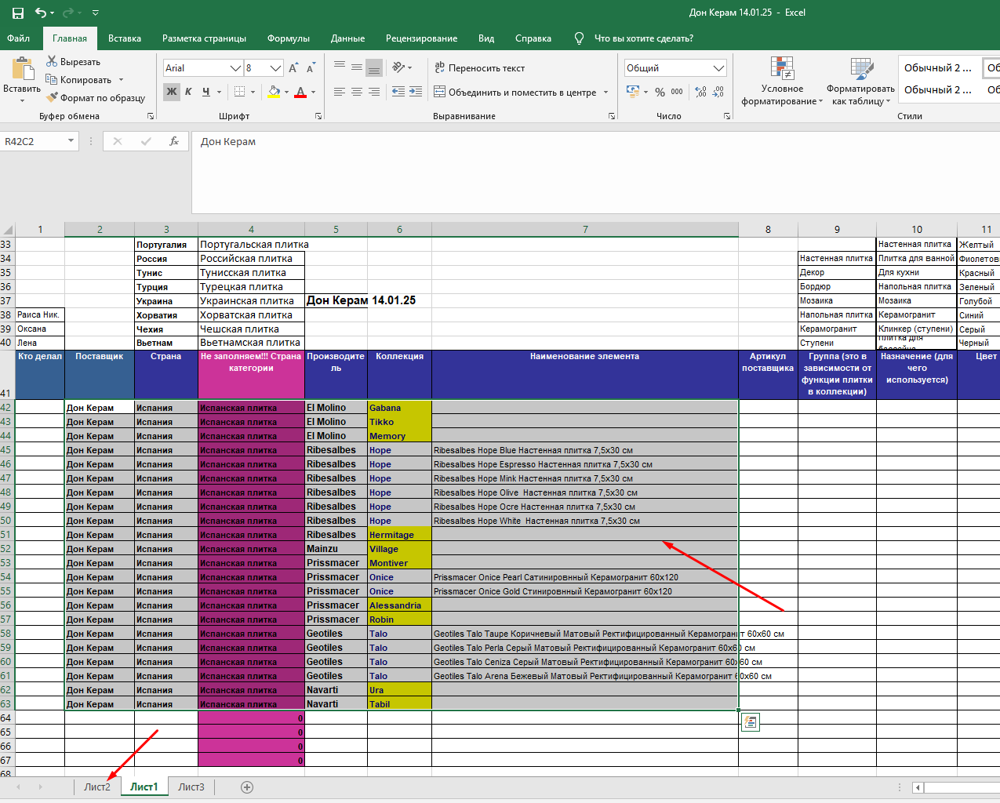 Дон Керам 14.01.25 - Excel
Файл Главная Вставка Разметка страницы Формулы Данные Рецензирование Вид Справка Что вы хотите сделать?
Вставить
Вырезать
Копировать
Формат по образцу
Буфер обмена
Arial 8
Ж К Ч
Шрифт
Переносить текст
Объединить и поместить в центре
Выравнивание
Общий
% 000
Число
Условное форматирование
Форматировать как таблицу
Обычный 2 ...
Обычный 2 ...
Стили
R42C2 fx Дон Керам
1 2 3 4 5 6 7 8 9 10 11
33 Португалия Португальская плитка Настенная плитка Желтый
34 Россия Российская плитка Настенная плитка Плитка для ванной Фиолетов
35 Тунис Тунисская плитка Декор Для кухни Красный
36 Турция Турецкая плитка Бордюр Напольная плитка Зеленый
37 Украина Украинская плитка Дон Керам 14.01.25 Мозаика Мозаика Голубой
38 Раиса Ник. Хорватия Хорватская плитка Напольная плитка Керамогранит Синий
39 Оксана Чехия Чешская плитка Керамогранит Клинкер (ступени) Серый
40 Лена Вьетнам Вьетнамская плитка Ступени Плитка для бассейна Черный
41 Кто делал Поставщик Страна Не заполняем!!! Страна категории Производитель Коллекция Наименование элемента Артикул поставщика Группа (это в зависимости от функции плитки в коллекции) Назначение (для чего используется) Цвет
42 Дон Керам Испания Испанская плитка El Molino Gabana
43 Дон Керам Испания Испанская плитка El Molino Tikko
44 Дон Керам Испания Испанская плитка El Molino Memory
45 Дон Керам Испания Испанская плитка Ribesalbes Hope Ribesalbes Hope Blue Настенная плитка 7,5x30 см
46 Дон Керам Испания Испанская плитка Ribesalbes Hope Ribesalbes Hope Espresso Настенная плитка 7,5x30 см
47 Дон Керам Испания Испанская плитка Ribesalbes Hope Ribesalbes Hope Mink Настенная плитка 7,5x30 см
48 Дон Керам Испания Испанская плитка Ribesalbes Hope Ribesalbes Hope Olive Настенная плитка 7,5x30 см
49 Дон Керам Испания Испанская плитка Ribesalbes Hope Ribesalbes Hope Ocre Настенная плитка 7,5x30 см
50 Дон Керам Испания Испанская плитка Ribesalbes Hope Ribesalbes Hope White Настенная плитка 7,5x30 см
51 Дон Керам Испания Испанская плитка Ribesalbes Hermitage
52 Дон Керам Испания Испанская плитка Mainzu Village
53 Дон Керам Испания Испанская плитка Prissmacer Montiver
54 Дон Керам Испания Испанская плитка Prissmacer Onice Prissmacer Onice Pearl Сатинировнный Керамогранит 60x120
55 Дон Керам Испания Испанская плитка Prissmacer Onice Prissmacer Onice Gold Стинировнный Керамогранит 60x120
56 Дон Керам Испания Испанская плитка Prissmacer Alessandria
57 Дон Керам Испания Испанская плитка Prissmacer Robin
58 Дон Керам Испания Испанская плитка Geotiles Talo Geotiles Talo Taupe Коричневый Матовый Ректифицированный Керамогранит 60x60 см
59 Дон Керам Испания Испанская плитка Geotiles Talo Geotiles Talo Perla Серый Матовый Ректифицированный Керамогранит 60x60 см
60 Дон Керам Испания Испанская плитка Geotiles Talo Geotiles Talo Ceniza Серый Матовый Ректифицированный Керамогранит 60x60 см
61 Дон Керам Испания Испанская плитка Geotiles Talo Geotiles Talo Arena Бежевый Матовый Ректифицированный Керамогранит 60x60 см
62 Дон Керам Испания Испанская плитка Navarti Ura
63 Дон Керам Испания Испанская плитка Navarti Tabil
64 0
65 0
66 0
67 0
68
Лист2 Лист1 Лист3